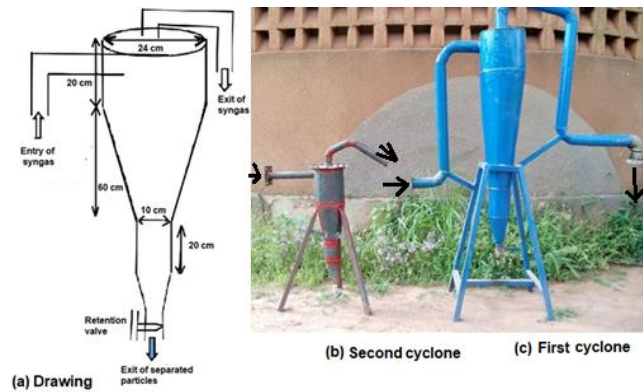 24 cm
20 cm
Exit of
syngas
Entry of
syngas
60 cm
10 cm
20 cm
Retention
valve
Exit of separated
particles
(a) Drawing
(b) Second cyclone
(c) First cyclone